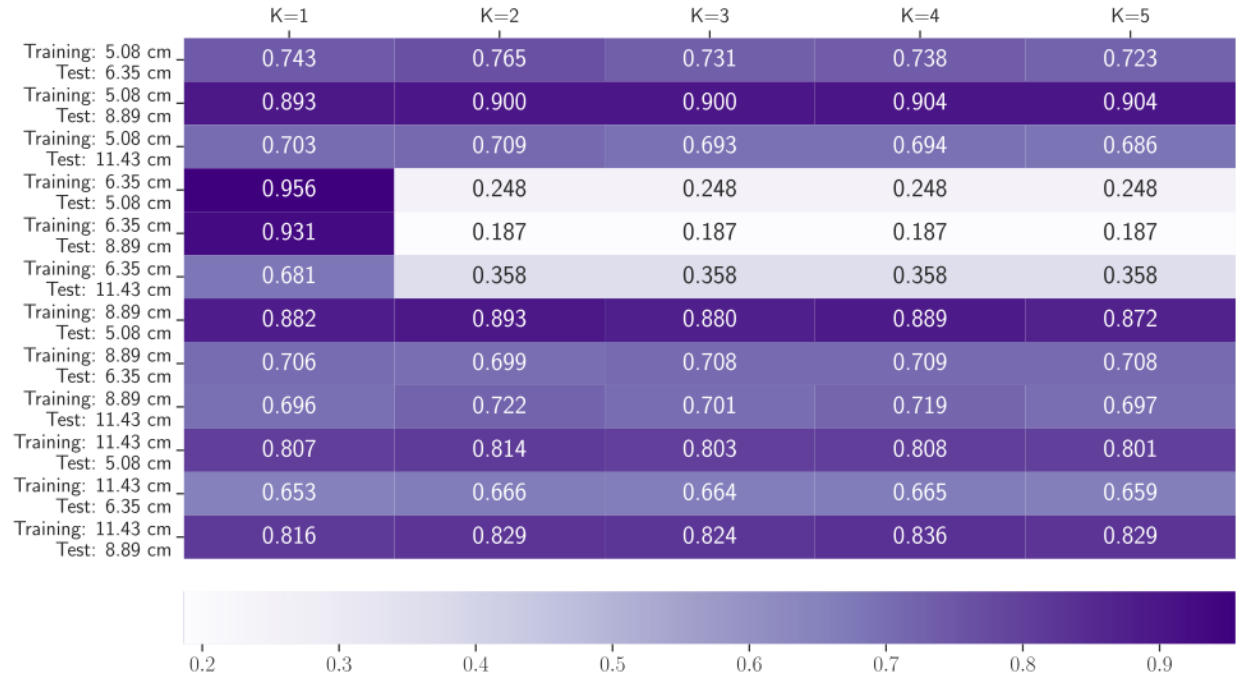 K=1 K=2 K=3 K=4 K=5
Training: 5.08 cm
Test: 6.35 cm
0.743 0.765 0.731 0.738 0.723
Training: 5.08 cm
Test: 8.89 cm
0.893 0.900 0.900 0.904 0.904
Training: 5.08 cm
Test: 11.43 cm
0.703 0.709 0.693 0.694 0.686
Training: 6.35 cm
Test: 5.08 cm
0.956 0.248 0.248 0.248 0.248
Training: 6.35 cm
Test: 8.89 cm
0.931 0.187 0.187 0.187 0.187
Training: 6.35 cm
Test: 11.43 cm
0.681 0.358 0.358 0.358 0.358
Training: 8.89 cm
Test: 5.08 cm
0.882 0.893 0.880 0.889 0.872
Training: 8.89 cm
Test: 6.35 cm
0.706 0.699 0.708 0.709 0.708
Training: 8.89 cm
Test: 11.43 cm
0.696 0.722 0.701 0.719 0.697
Training: 11.43 cm
Test: 5.08 cm
0.807 0.814 0.803 0.808 0.801
Training: 11.43 cm
Test: 6.35 cm
0.653 0.666 0.664 0.665 0.659
Training: 11.43 cm
Test: 8.89 cm
0.816 0.829 0.824 0.836 0.829
0.2 0.3 0.4 0.5 0.6 0.7 0.8 0.9